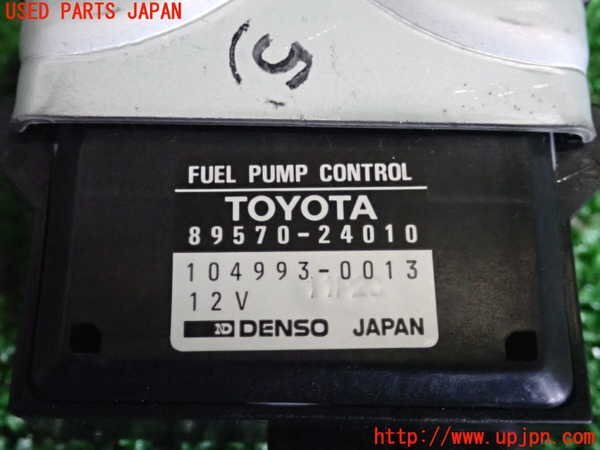 USED PARTS JAPAN
(5
FUEL PUMP CONTROL
TOYOTA
89570-24010
104993-0013
12V
ND DENSO JAPAN
http://www.upjpn.com/